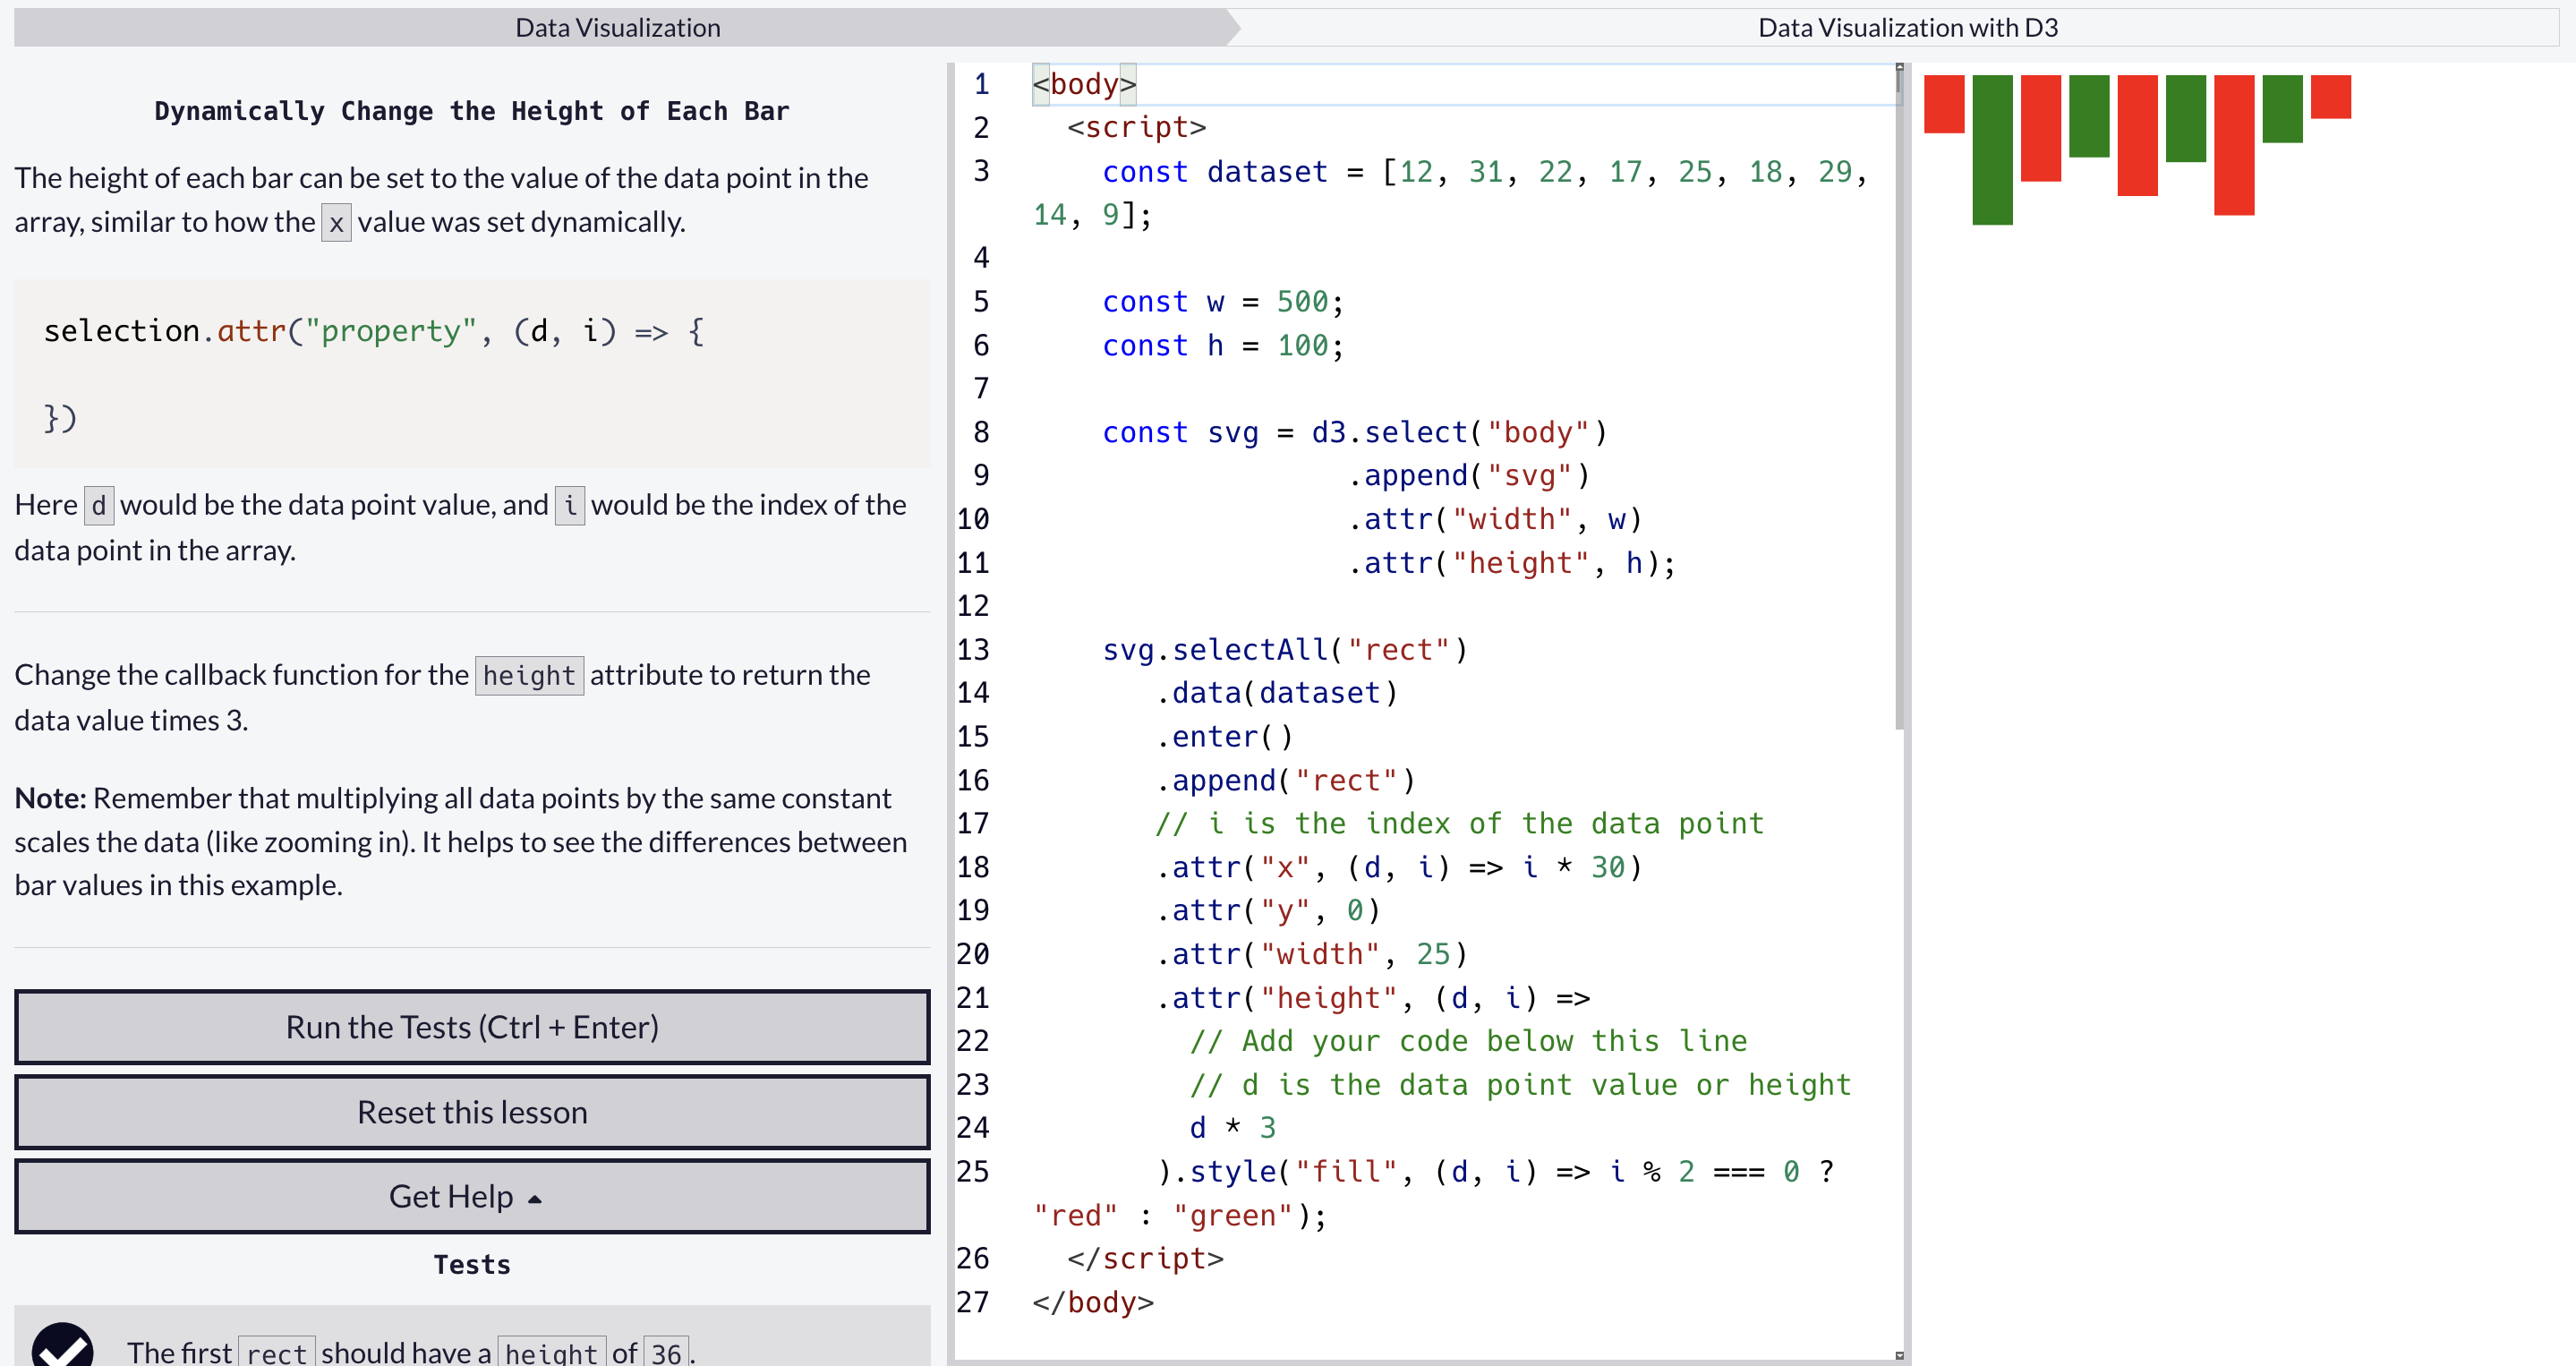 Data Visualization
Data Visualization with D3
Dynamically Change the Height of Each Bar
The height of each bar can be set to the value of the data point in the
array, similar to how the x value was set dynamically.
selection.attr("property", (d, i) => {
})
Here d would be the data point value, and i would be the index of the
data point in the array.
Change the callback function for the height attribute to return the
data value times 3.
Note: Remember that multiplying all data points by the same constant
scales the data (like zooming in). It helps to see the differences between
bar values in this example.
Run the Tests (Ctrl + Enter)
Reset this lesson
Get Help
Tests
The first rect should have a height of 36.
1 <body>
2 <script>
3 const dataset = [12, 31, 22, 17, 25, 18, 29,
14, 9];
4
5 const w = 500;
6 const h = 100;
7
8 const svg = d3.select("body")
9 .append("svg")
10 .attr("width", w)
11 .attr("height", h);
12
13 svg.selectAll("rect")
14 .data(dataset)
15 .enter()
16 .append("rect")
17 // i is the index of the data point
18 .attr("x", (d, i) => i * 30)
19 .attr("y", 0)
20 .attr("width", 25)
21 .attr("height", (d, i) =>
22 // Add your code below this line
23 // d is the data point value or height
24 d * 3
25 ).style("fill", (d, i) => i % 2 === 0 ?
"red" : "green");
26 </script>
27 </body>